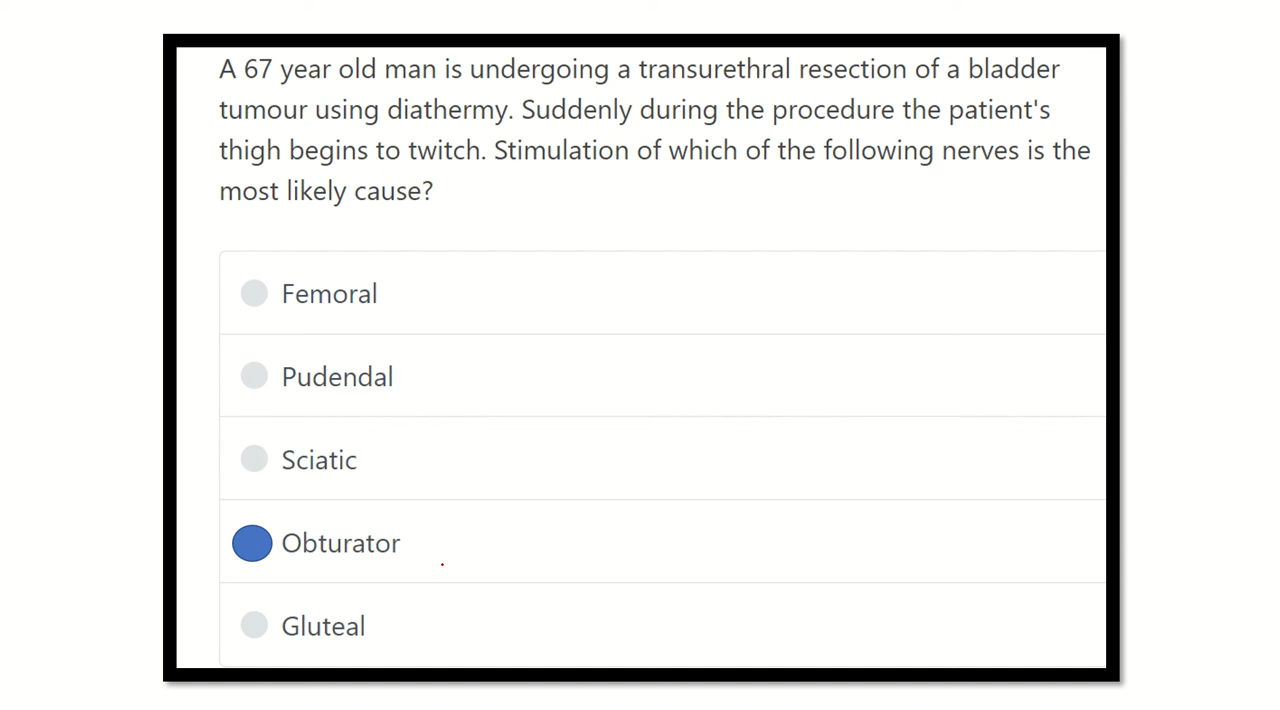 A 67 year old man is undergoing a transurethral resection of a bladder
tumour using diathermy. Suddenly during the procedure the patient's
thigh begins to twitch. Stimulation of which of the following nerves is the
most likely cause?
Femoral
Pudendal
Sciatic
Obturator
Gluteal